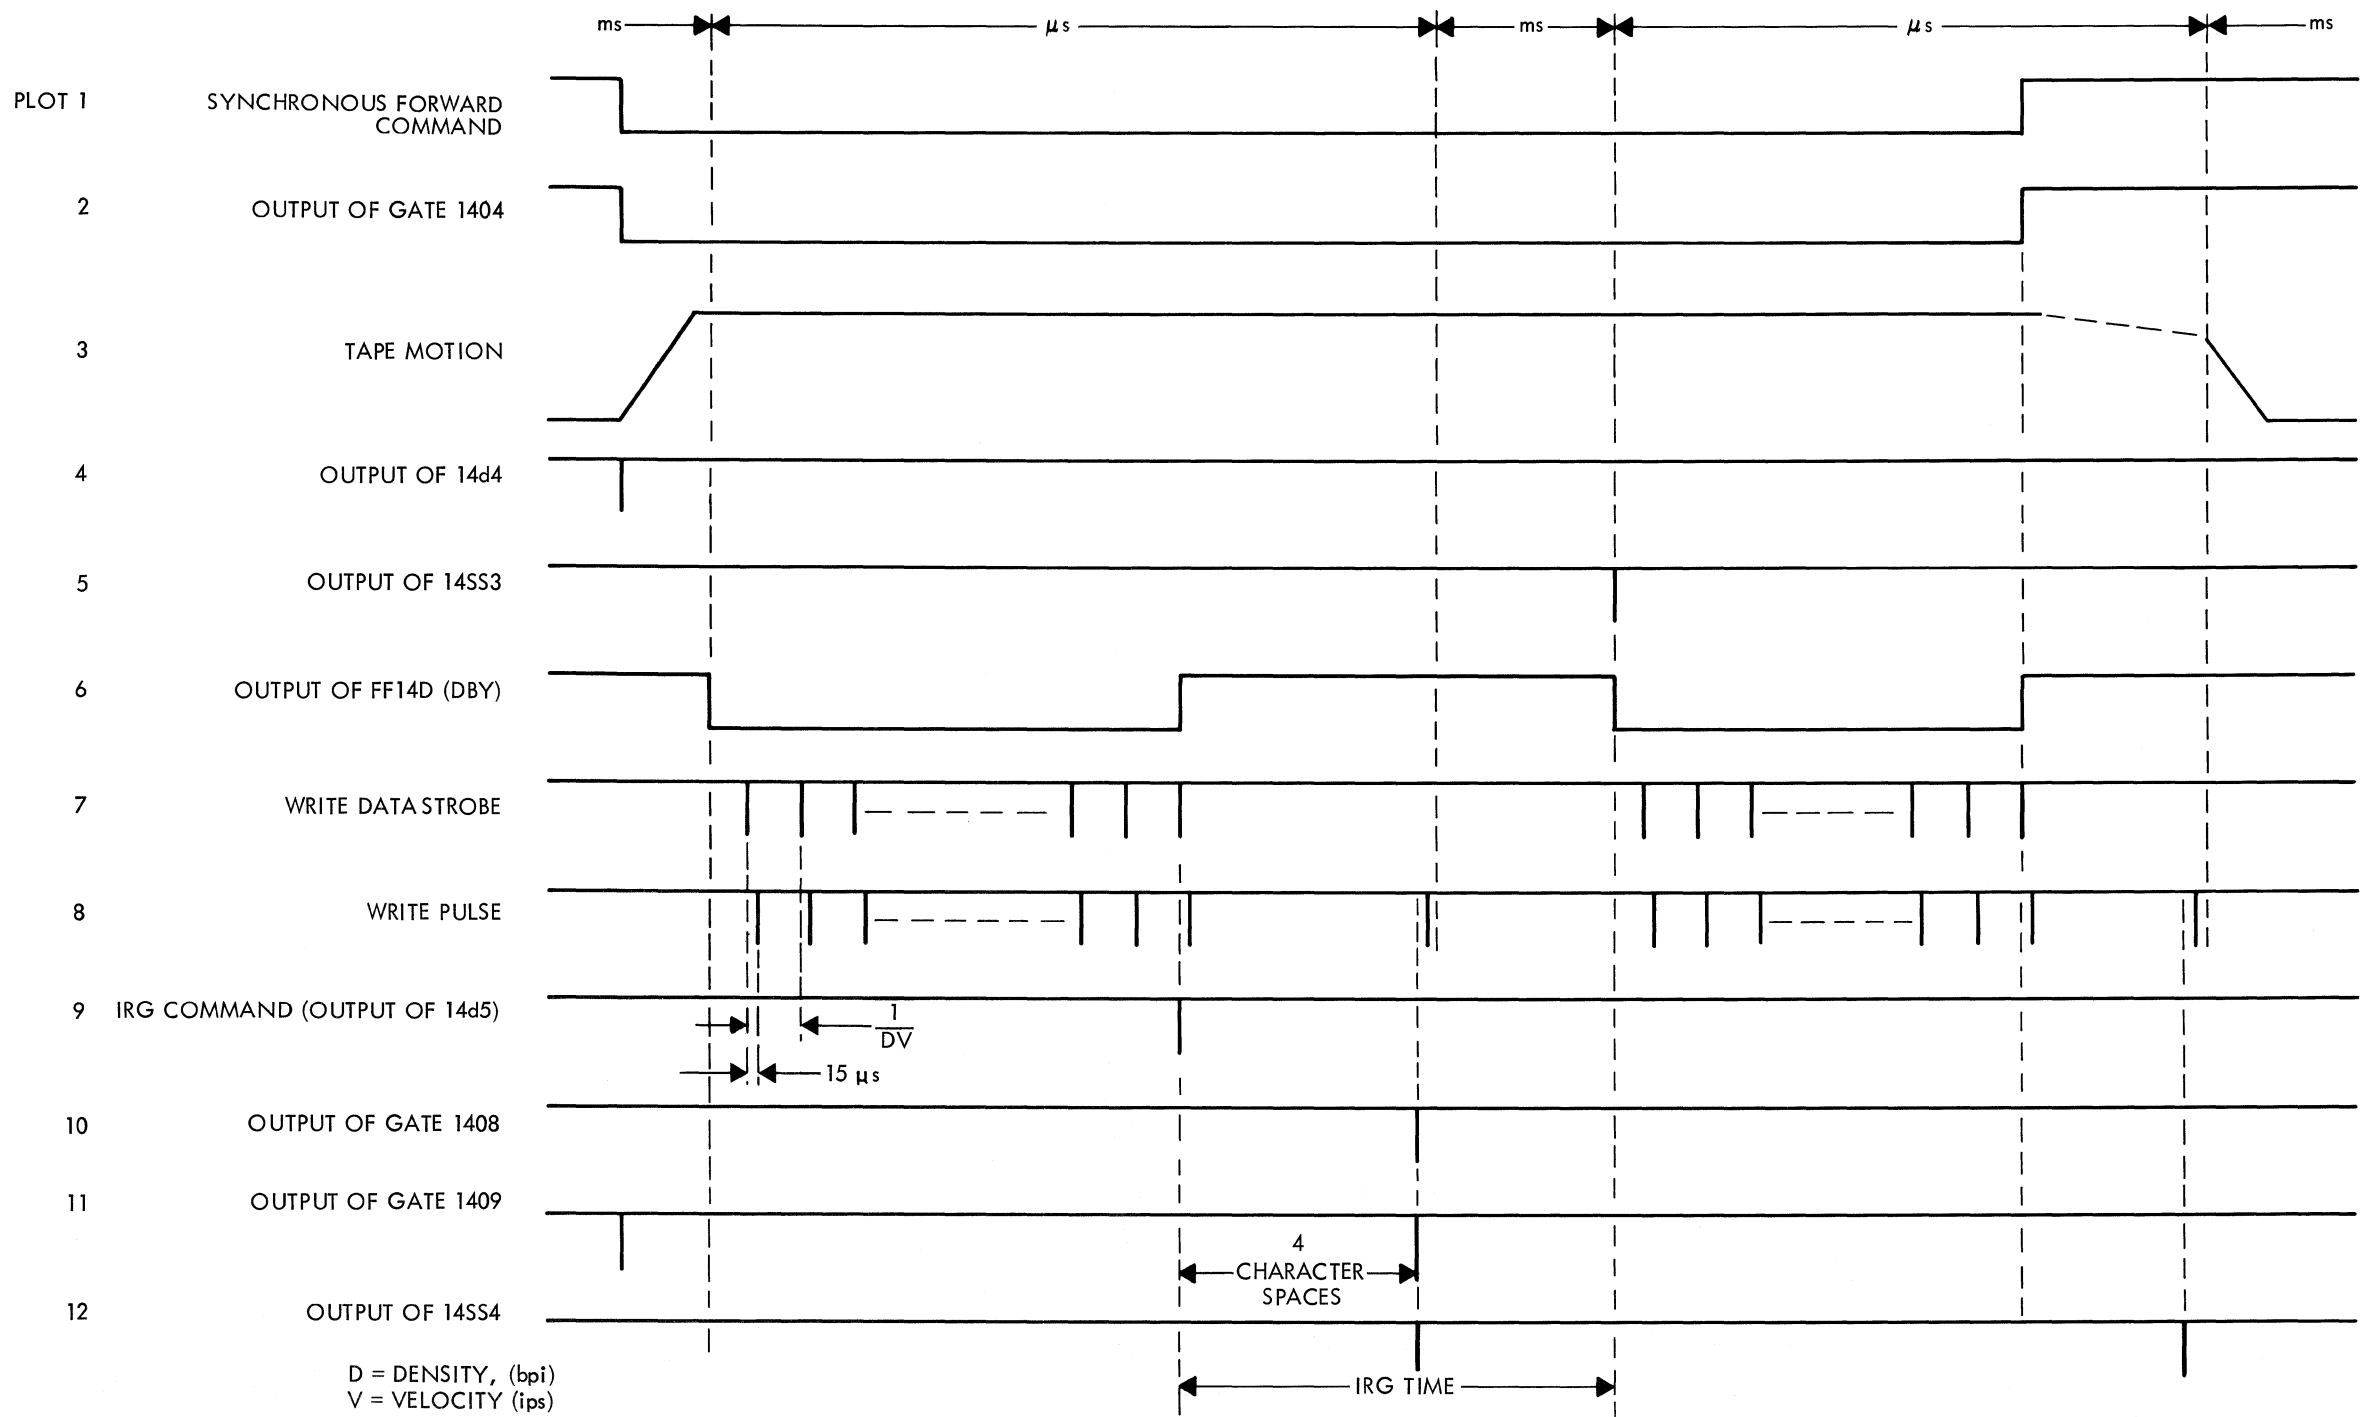 ms μs ms μs ms
PLOT 1 SYNCHRONOUS FORWARD
COMMAND
2 OUTPUT OF GATE 1404
3 TAPE MOTION
4 OUTPUT OF 14d4
5 OUTPUT OF 14SS3
6 OUTPUT OF FF14D (DBY)
7 WRITE DATA STROBE
8 WRITE PULSE
9 IRG COMMAND (OUTPUT OF 14d5)
1
DV
15 μs
10 OUTPUT OF GATE 1408
11 OUTPUT OF GATE 1409
4
CHARACTER
SPACES
12 OUTPUT OF 14SS4
IRG TIME
D = DENSITY, (bpi)
V = VELOCITY (ips)